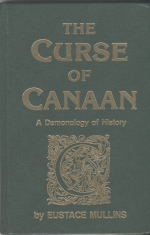 THE
CURSE
OF
CANAAN
A Demonology of History
by EUSTACE MULLINS